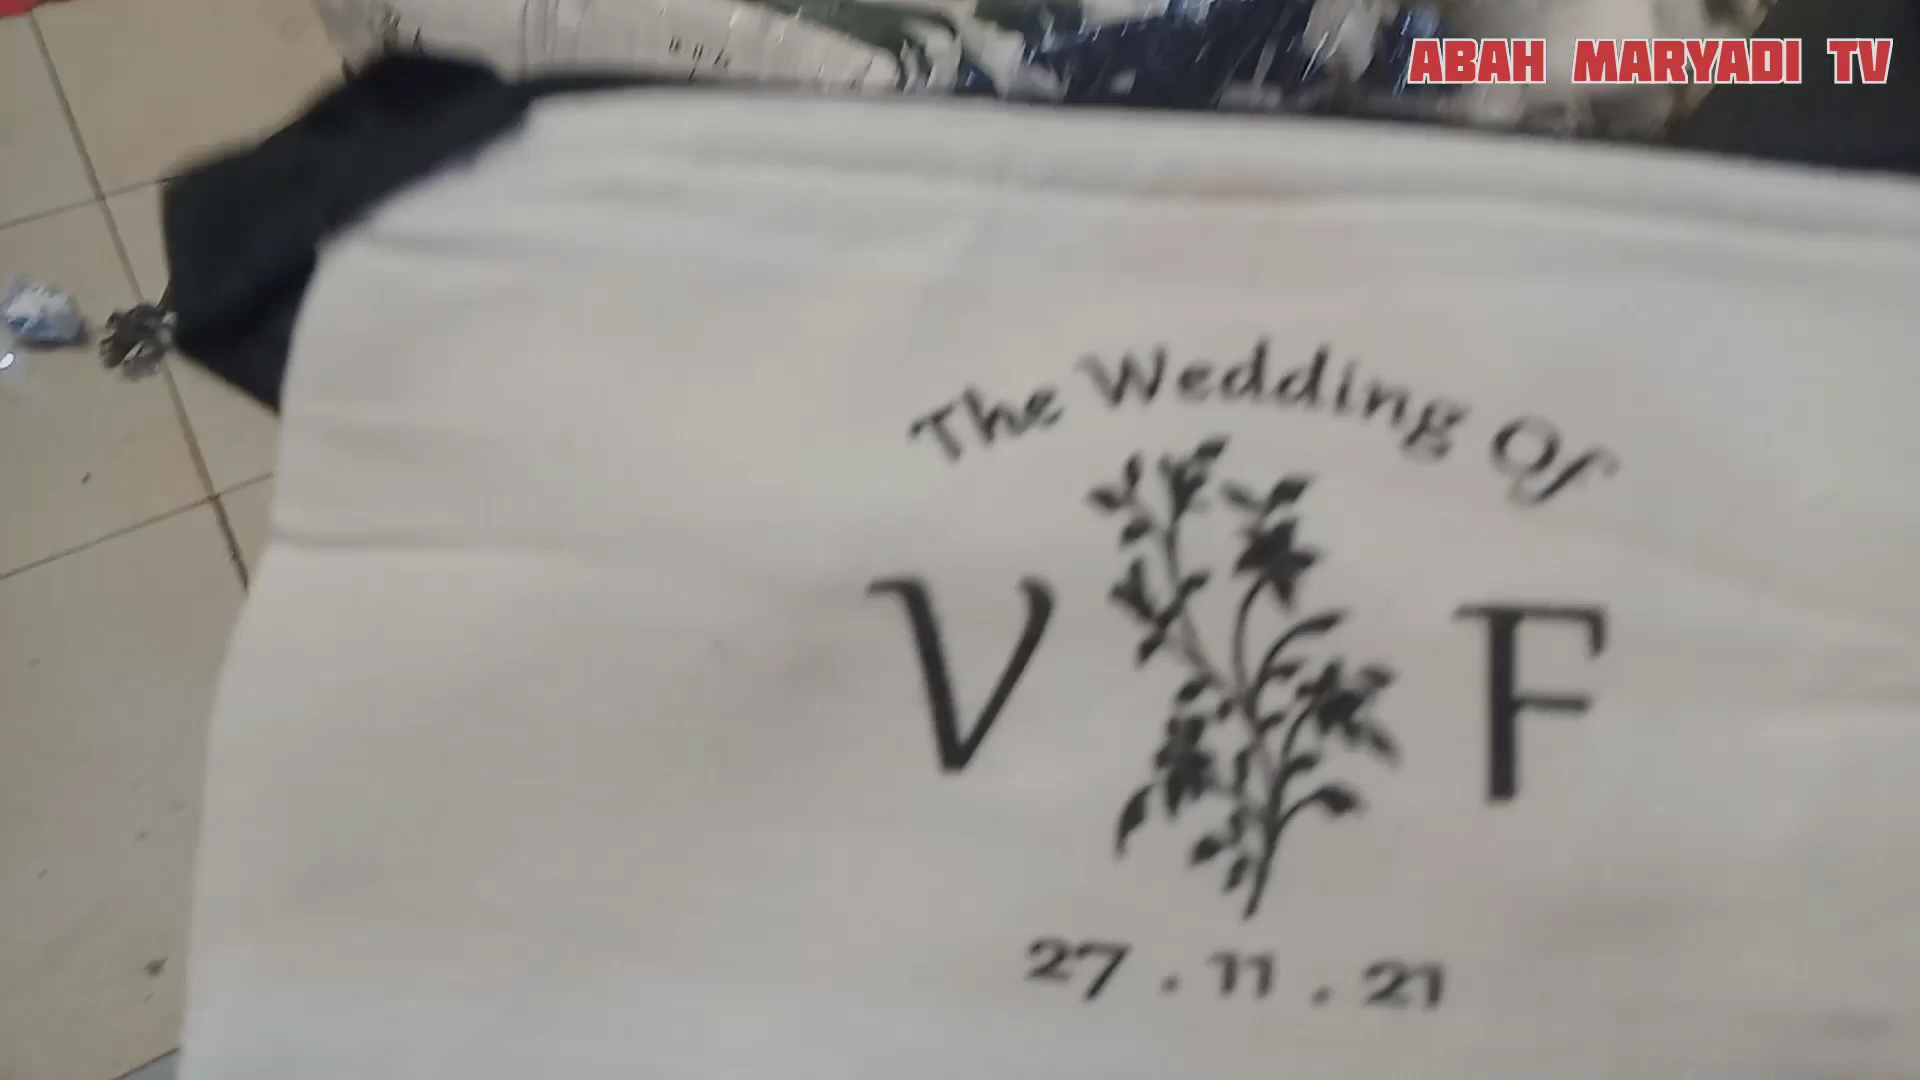 ABAH MARYADI TV
The Wedding Of
V F
27 . 11 . 21